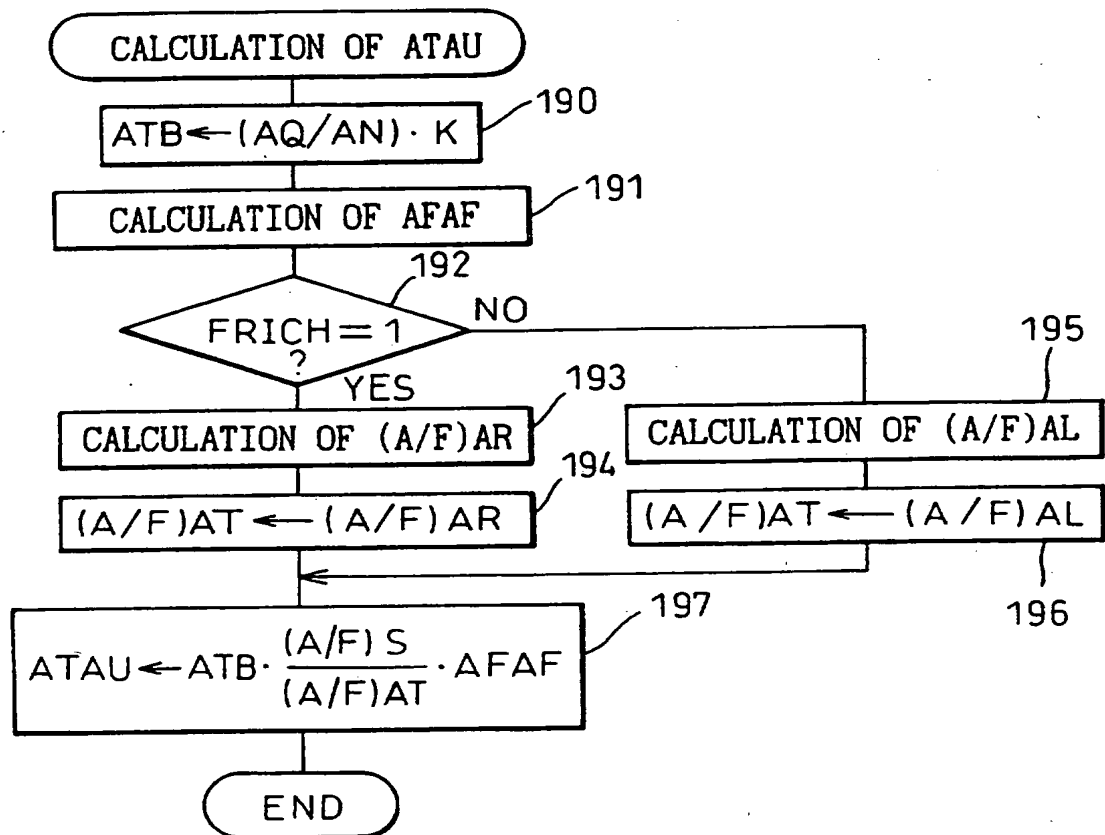 CALCULATION OF ATAU
190
ATB←(AQ/AN)·K
191
CALCULATION OF AFAF
192
FRICH=1
?
NO
YES
193
CALCULATION OF (A/F)AR
194
(A/F)AT ← (A/F)AR
195
CALCULATION OF (A/F)AL
(A/F)AT ← (A/F)AL
196
197
ATAU←ATB· (A/F)S / (A/F)AT ·AFAF
END